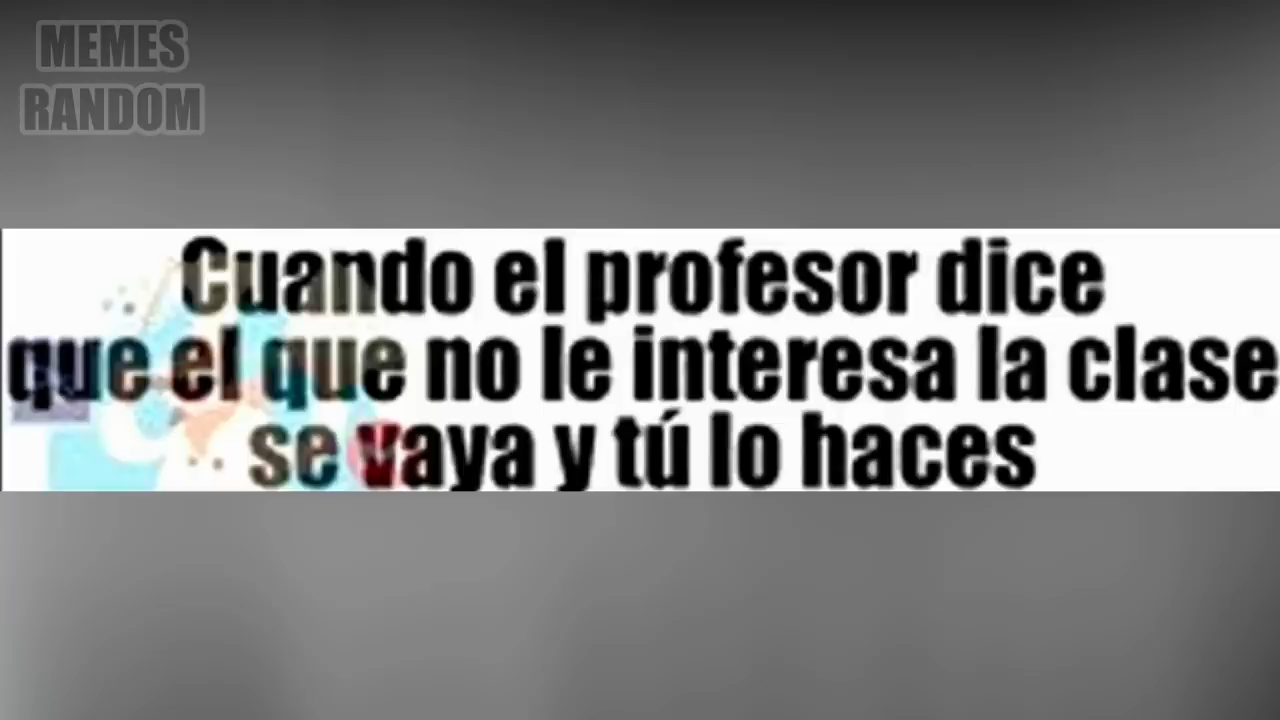 MEMES
RANDOM
Cuando el profesor dice
que el que no le interesa la clase
se vaya y tú lo haces